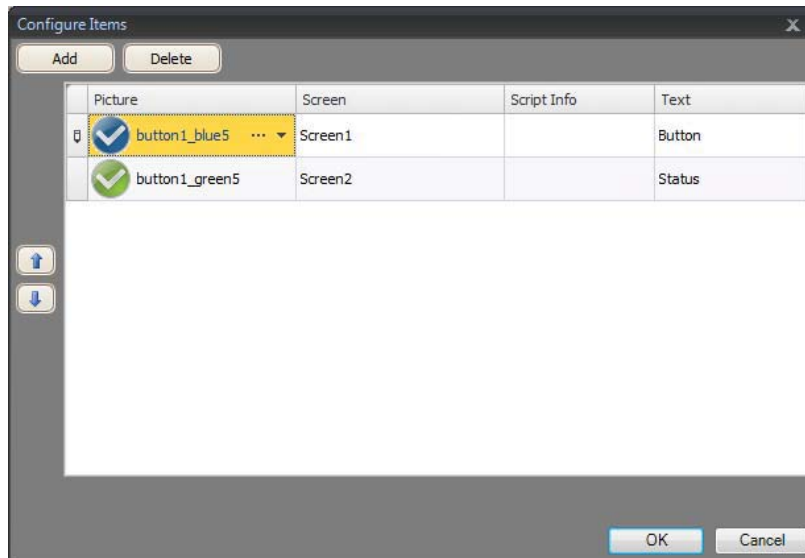 Configure Items
Add Delete
Picture Screen Script Info Text
button1_blue5 ... Screen1 Button
button1_green5 Screen2 Status
OK Cancel